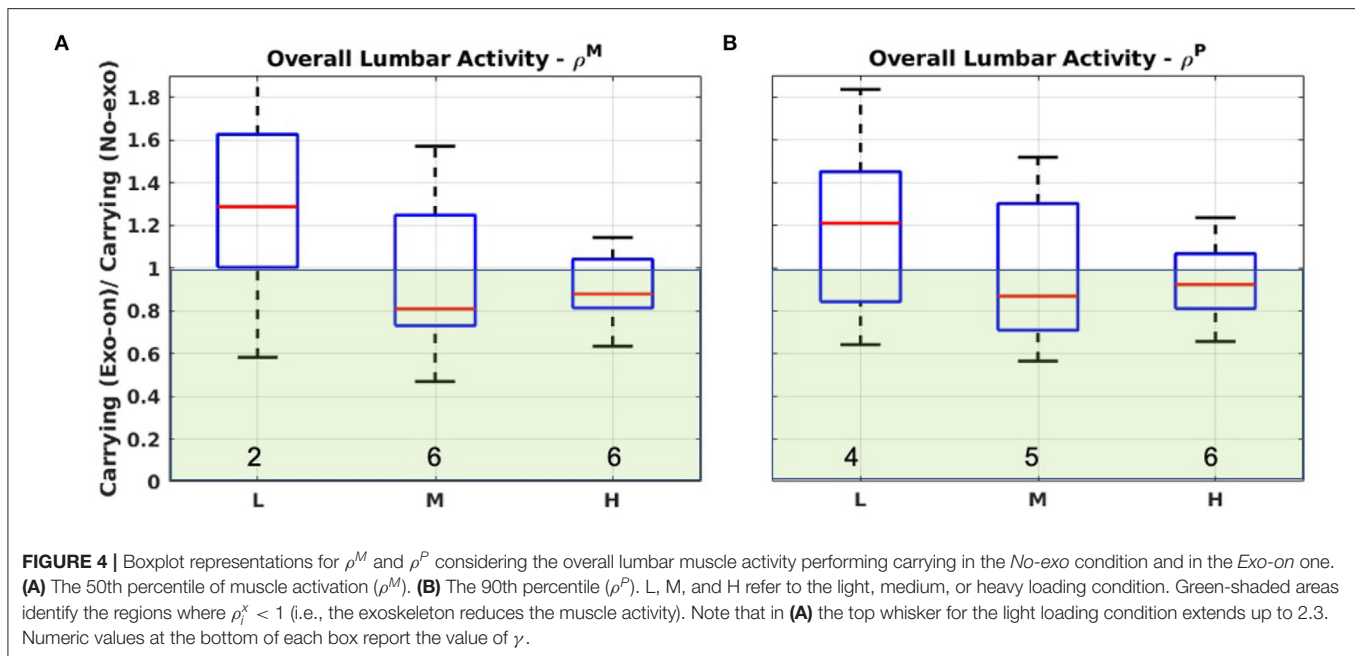 A
Overall Lumbar Activity - ρᴹ
Carrying (Exo-on)/ Carrying (No-exo)
1.8
1.6
1.4
1.2
1
0.8
0.6
0.4
0.2
0
2
6
6
L
M
H
B
Overall Lumbar Activity - ρᴾ
4
5
6
L
M
H
FIGURE 4 | Boxplot representations for ρᴹ and ρᴾ considering the overall lumbar muscle activity performing carrying in the No-exo condition and in the Exo-on one.
(A) The 50th percentile of muscle activation (ρᴹ). (B) The 90th percentile (ρᴾ). L, M, and H refer to the light, medium, or heavy loading condition. Green-shaded areas
identify the regions where ρᵢˣ < 1 (i.e., the exoskeleton reduces the muscle activity). Note that in (A) the top whisker for the light loading condition extends up to 2.3.
Numeric values at the bottom of each box report the value of γ.